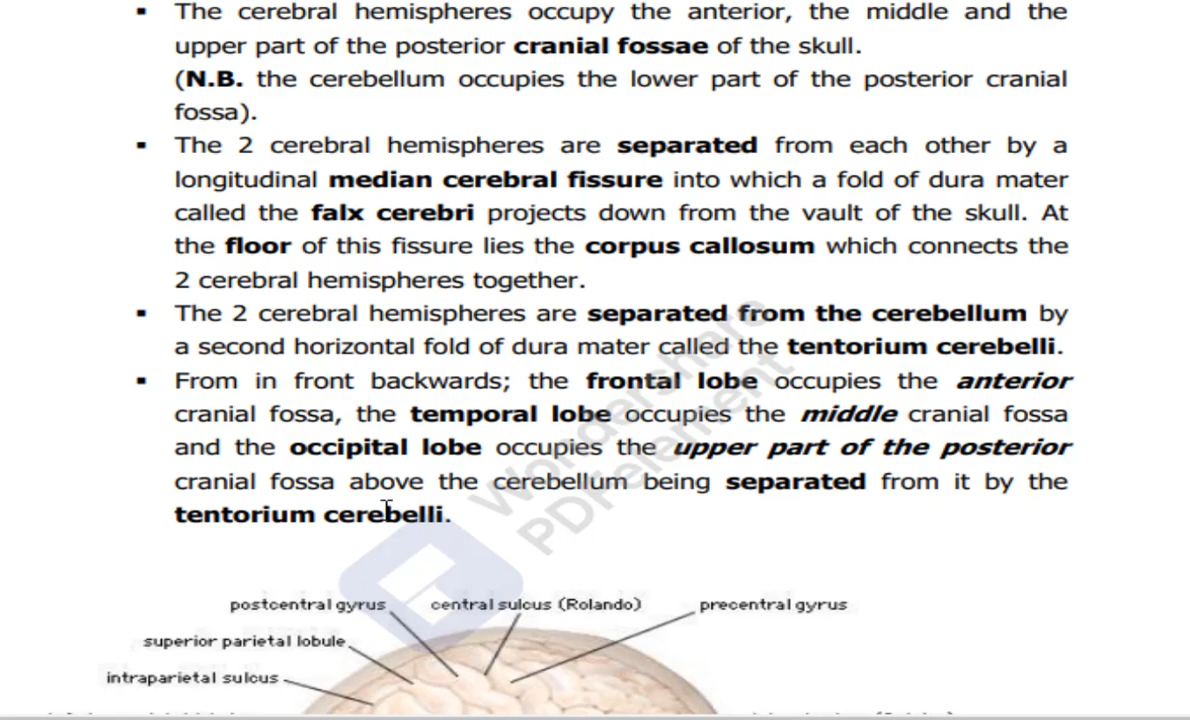 ▪ The cerebral hemispheres occupy the anterior, the middle and the
upper part of the posterior cranial fossae of the skull.
(N.B. the cerebellum occupies the lower part of the posterior cranial
fossa).
▪ The 2 cerebral hemispheres are separated from each other by a
longitudinal median cerebral fissure into which a fold of dura mater
called the falx cerebri projects down from the vault of the skull. At
the floor of this fissure lies the corpus callosum which connects the
2 cerebral hemispheres together.
▪ The 2 cerebral hemispheres are separated from the cerebellum by
a second horizontal fold of dura mater called the tentorium cerebelli.
▪ From in front backwards; the frontal lobe occupies the anterior
cranial fossa, the temporal lobe occupies the middle cranial fossa
and the occipital lobe occupies the upper part of the posterior
cranial fossa above the cerebellum being separated from it by the
tentorium cerebelli.
Wondershare
PDFelement
postcentral gyrus central sulcus (Rolando) precentral gyrus
superior parietal lobule
intraparietal sulcus